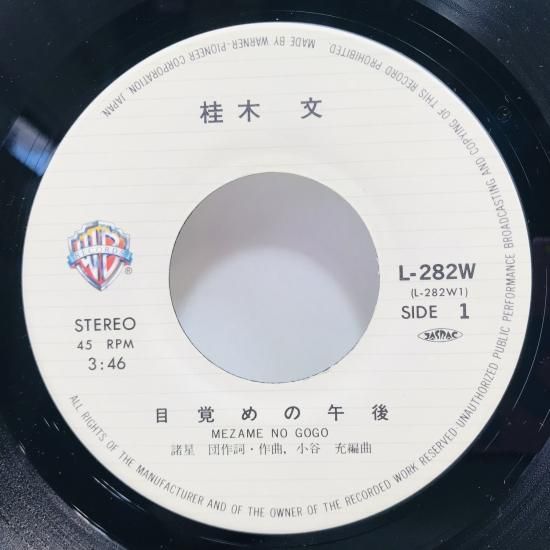 MADE BY WARNER-PIONEER CORPORATION, JAPAN
桂木 文
WB
RECORDS
®
STEREO
45 RPM
3:46
L-282W
(L-282W1)
SIDE 1
JASRAC
目覚めの午後
MEZAME NO GOGO
諸星 団作詞・作曲, 小谷 充編曲
ALL RIGHTS OF THE MANUFACTURER AND OF THE OWNER OF THE RECORDED WORK RESERVED·UNAUTHORIZED PUBLIC PERFORMANCE BROADCASTING AND COPYING OF THIS RECORD PROHIBITED